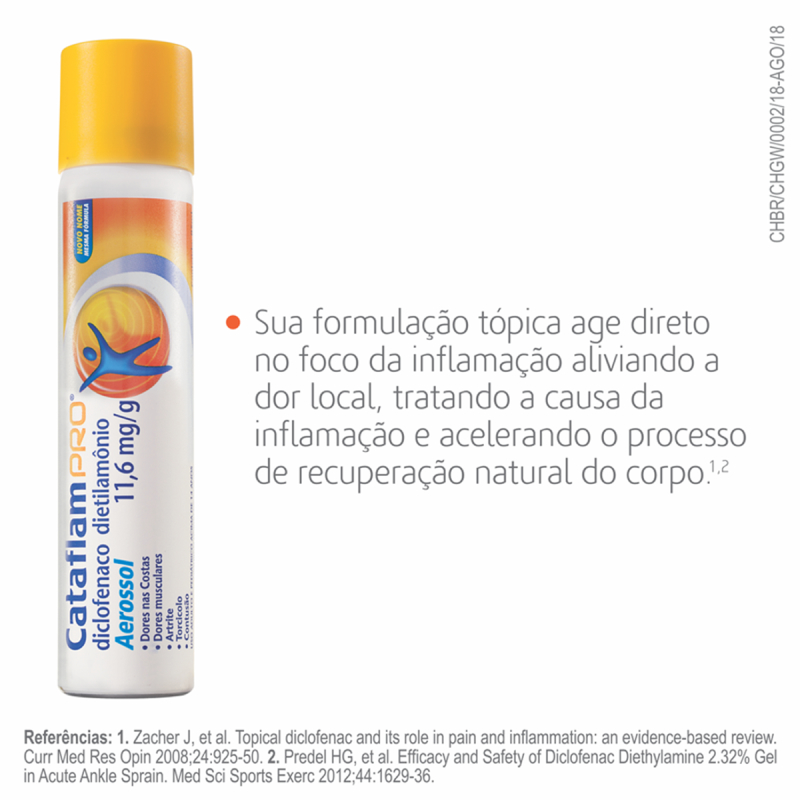 CHBR/CHGW/0002/18-AGO/18
NOVO NOME
MESMA FÓRMULA
Cataflam PRO®
diclofenaco dietilamônio
11,6 mg/g
Aerossol
• Dores nas Costas
• Dores musculares
• Artrite
• Torcicolo
• Contusão
• Sua formulação tópica age direto
no foco da inflamação aliviando a
dor local, tratando a causa da
inflamação e acelerando o processo
de recuperação natural do corpo.1,2
Referências: 1. Zacher J, et al. Topical diclofenac and its role in pain and inflammation: an evidence-based review.
Curr Med Res Opin 2008;24:925-50. 2. Predel HG, et al. Efficacy and Safety of Diclofenac Diethylamine 2.32% Gel
in Acute Ankle Sprain. Med Sci Sports Exerc 2012;44:1629-36.